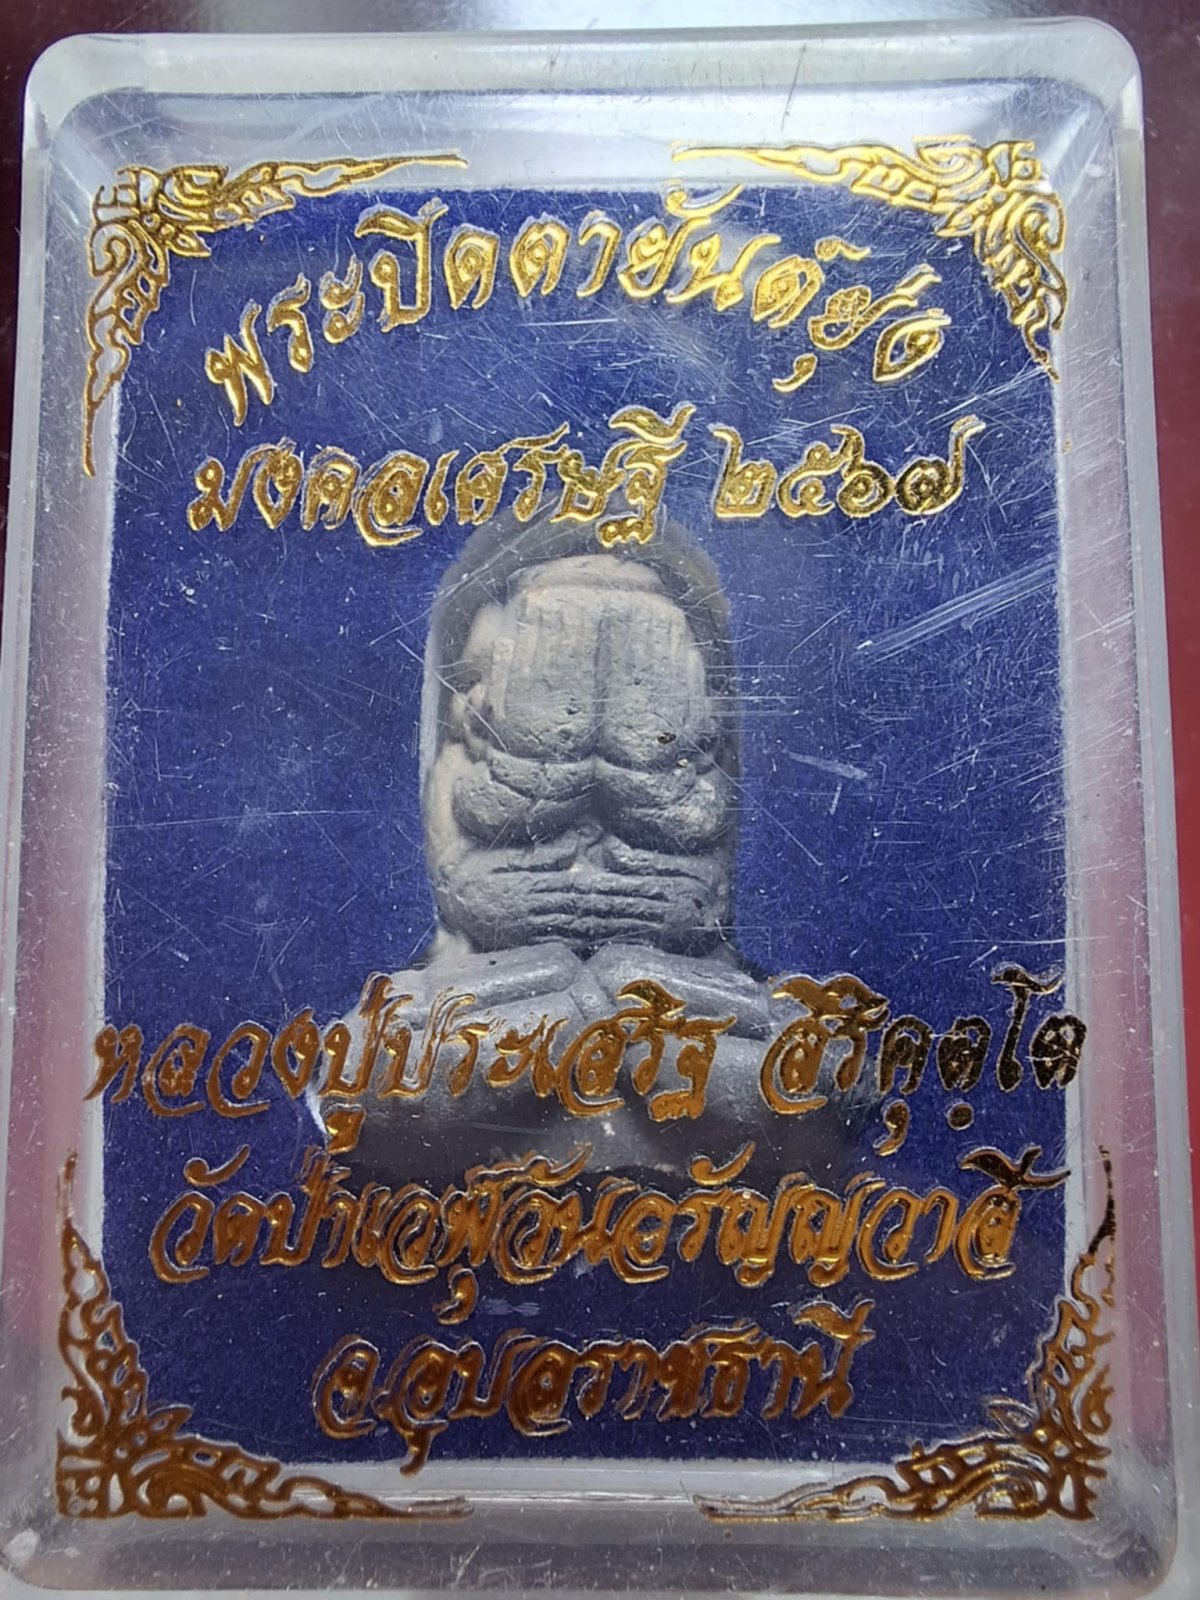 พระปิดตายันต์ยุ่ง
มงคลเศรษฐี ๒๕๖๗
หลวงปู่ประเสริฐ สิริคุตฺโต
วัดป่าเวฬุวันอรัญญวาสี
จ.อุบลราชธานี